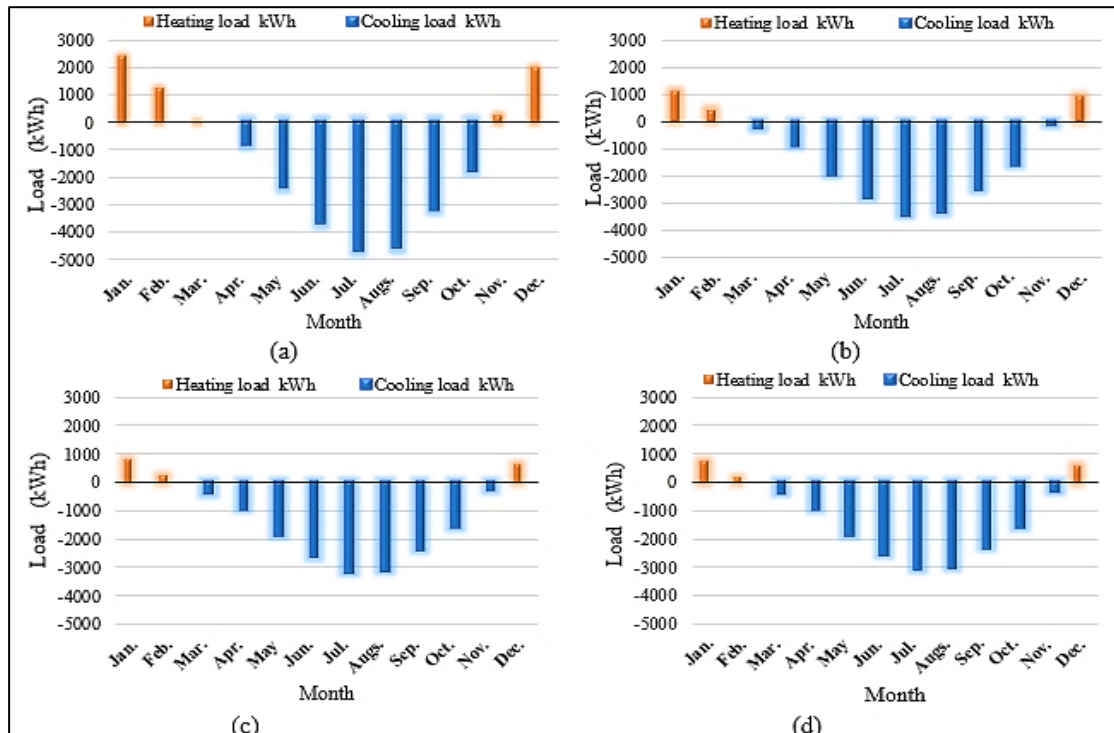 Heating load kWh Cooling load kWh
3000
2000
1000
0
-1000
-2000
-3000
-4000
-5000
Load (kWh)
Jan. Feb. Mar. Apr. May Jun. Jul. Augs. Sep. Oct. Nov. Dec.
Month
(a)
Heating load kWh Cooling load kWh
3000
2000
1000
0
-1000
-2000
-3000
-4000
-5000
Load (kWh)
Jan. Feb. Mar. Apr. May Jun. Jul. Augs. Sep. Oct. Nov. Dec.
Month
(b)
Heating load kWh Cooling load kWh
3000
2000
1000
0
-1000
-2000
-3000
-4000
-5000
Load (kWh)
Jan. Feb. Mar. Apr. May Jun. Jul. Augs. Sep. Oct. Nov. Dec.
Month
(c)
Heating load kWh Cooling load kWh
3000
2000
1000
0
-1000
-2000
-3000
-4000
-5000
Load (kWh)
Jan. Feb. Mar. Apr. May Jun. Jul. Augs. Sep. Oct. Nov. Dec.
Month
(d)